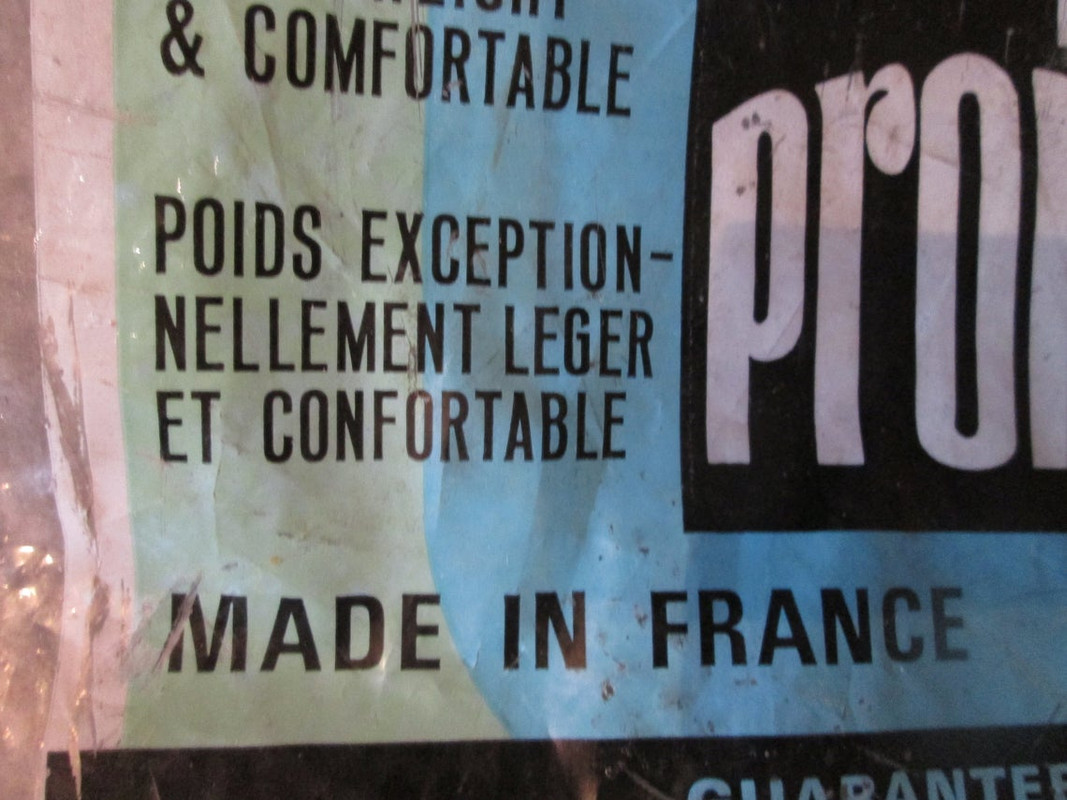 & COMFORTABLE
POIDS EXCEPTION-
NELLEMENT LEGER
ET CONFORTABLE
MADE IN FRANCE